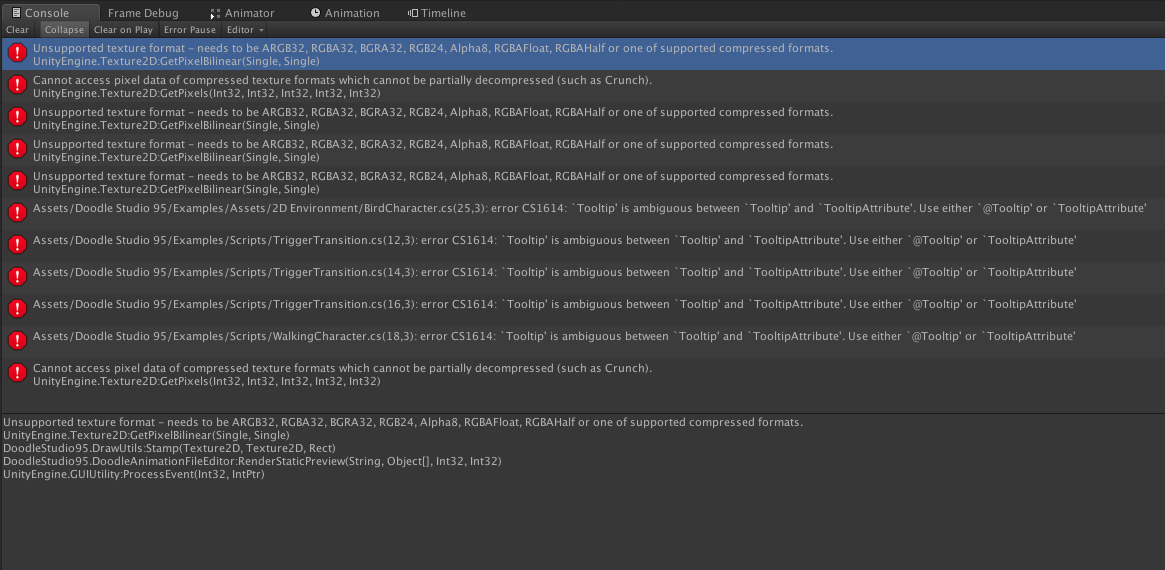 Console Frame Debug Animator Animation Timeline
Clear Collapse Clear on Play Error Pause Editor
Unsupported texture format - needs to be ARGB32, RGBA32, BGRA32, RGB24, Alpha8, RGBAFloat, RGBAHalf or one of supported compressed formats.
UnityEngine.Texture2D:GetPixelBilinear(Single, Single)
Cannot access pixel data of compressed texture formats which cannot be partially decompressed (such as Crunch).
UnityEngine.Texture2D:GetPixels(Int32, Int32, Int32, Int32, Int32)
Unsupported texture format - needs to be ARGB32, RGBA32, BGRA32, RGB24, Alpha8, RGBAFloat, RGBAHalf or one of supported compressed formats.
UnityEngine.Texture2D:GetPixelBilinear(Single, Single)
Unsupported texture format - needs to be ARGB32, RGBA32, BGRA32, RGB24, Alpha8, RGBAFloat, RGBAHalf or one of supported compressed formats.
UnityEngine.Texture2D:GetPixelBilinear(Single, Single)
Unsupported texture format - needs to be ARGB32, RGBA32, BGRA32, RGB24, Alpha8, RGBAFloat, RGBAHalf or one of supported compressed formats.
UnityEngine.Texture2D:GetPixelBilinear(Single, Single)
Assets/Doodle Studio 95/Examples/Assets/2D Environment/BirdCharacter.cs(25,3): error CS1614: `Tooltip' is ambiguous between `Tooltip' and `TooltipAttribute'. Use either `@Tooltip' or `TooltipAttribute'
Assets/Doodle Studio 95/Examples/Scripts/TriggerTransition.cs(12,3): error CS1614: `Tooltip' is ambiguous between `Tooltip' and `TooltipAttribute'. Use either `@Tooltip' or `TooltipAttribute'
Assets/Doodle Studio 95/Examples/Scripts/TriggerTransition.cs(14,3): error CS1614: `Tooltip' is ambiguous between `Tooltip' and `TooltipAttribute'. Use either `@Tooltip' or `TooltipAttribute'
Assets/Doodle Studio 95/Examples/Scripts/TriggerTransition.cs(16,3): error CS1614: `Tooltip' is ambiguous between `Tooltip' and `TooltipAttribute'. Use either `@Tooltip' or `TooltipAttribute'
Assets/Doodle Studio 95/Examples/Scripts/WalkingCharacter.cs(18,3): error CS1614: `Tooltip' is ambiguous between `Tooltip' and `TooltipAttribute'. Use either `@Tooltip' or `TooltipAttribute'
Cannot access pixel data of compressed texture formats which cannot be partially decompressed (such as Crunch).
UnityEngine.Texture2D:GetPixels(Int32, Int32, Int32, Int32, Int32)
Unsupported texture format - needs to be ARGB32, RGBA32, BGRA32, RGB24, Alpha8, RGBAFloat, RGBAHalf or one of supported compressed formats.
UnityEngine.Texture2D:GetPixelBilinear(Single, Single)
DoodleStudio95.DrawUtils:Stamp(Texture2D, Texture2D, Rect)
DoodleStudio95.DoodleAnimationFileEditor:RenderStaticPreview(String, Object[], Int32, Int32)
UnityEngine.GUIUtility:ProcessEvent(Int32, IntPtr)